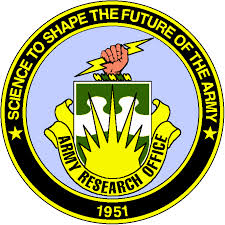 SCIENCE TO SHAPE THE FUTURE OF THE ARMY
ARMY RESEARCH OFFICE
1951